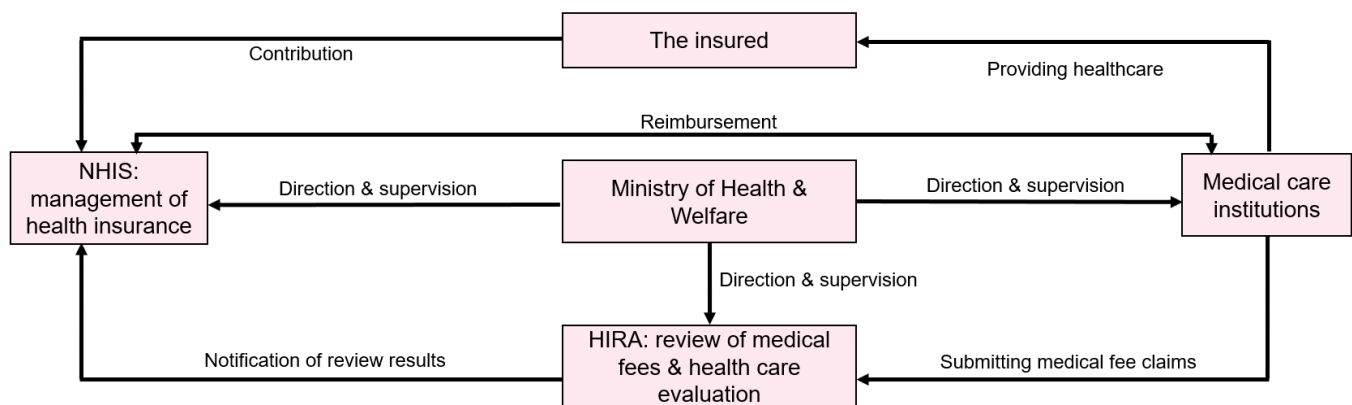 The insured
Contribution
Providing healthcare
Reimbursement
NHIS:
management of
health insurance
Direction & supervision
Ministry of Health &
Welfare
Direction & supervision
Medical care
institutions
Direction & supervision
Notification of review results
HIRA: review of medical
fees & health care
evaluation
Submitting medical fee claims